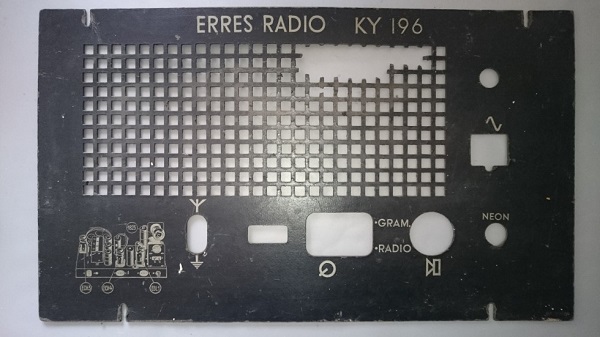 ERRES RADIO KY 196
•GRAM.
•RADIO
NEON